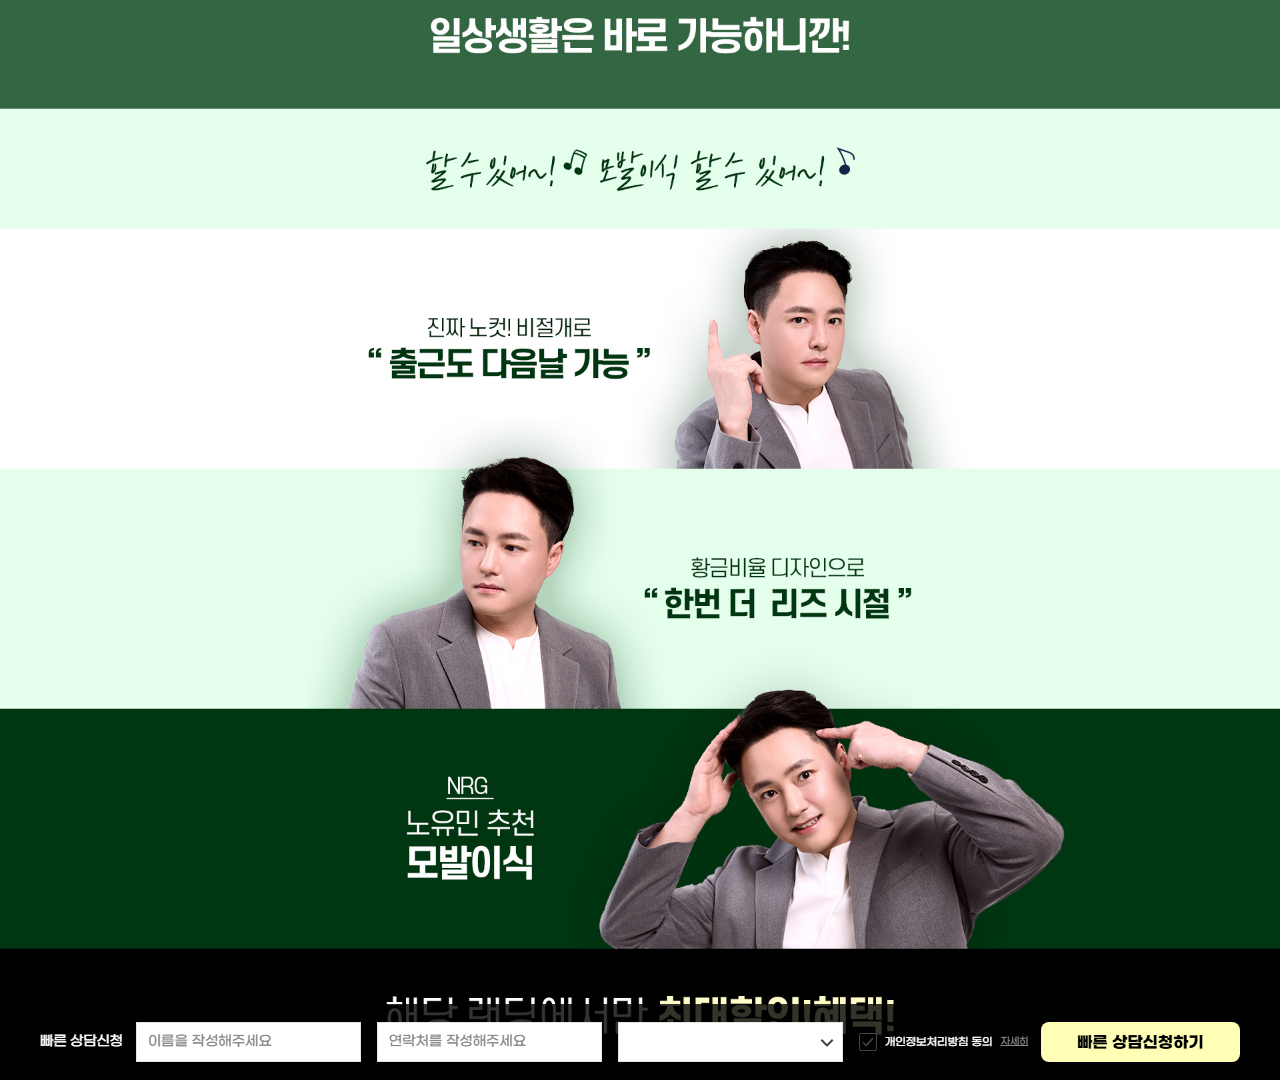 일상생활은 바로 가능하니깐!
할 수 있어~! 모발이식 할 수 있어~!
진짜 노컷! 비절개로
“ 출근도 다음날 가능 ”
황금비율 디자인으로
“ 한번 더 리즈 시절 ”
NRG
노유민 추천
모발이식
해당 랜딩에서만 최대할인!혜택!
빠른 상담신청 이름을 작성해주세요 연락처를 작성해주세요 개인경보처리방침 동의 자세히 빠른 상담신청하기